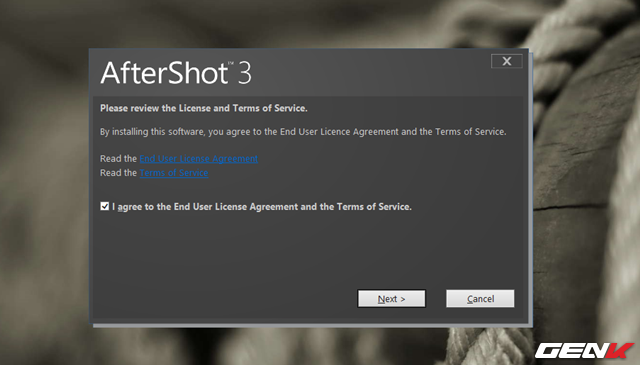 AfterShot™ 3
X
Please review the License and Terms of Service.
By installing this software, you agree to the End User Licence Agreement and the Terms of Service.
Read the End User License Agreement
Read the Terms of Service
I agree to the End User License Agreement and the Terms of Service.
Next >
Cancel
GENK